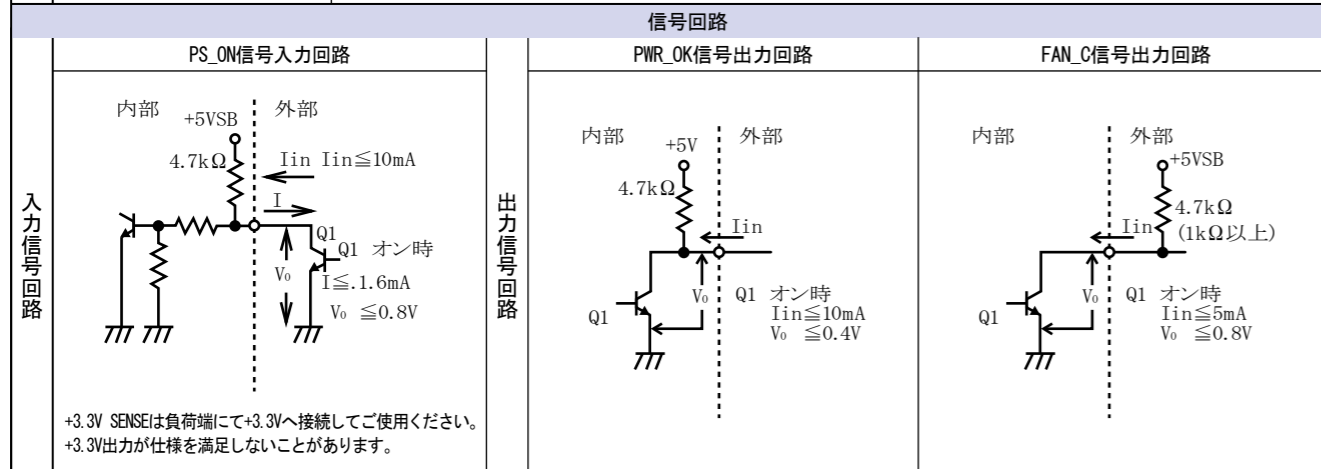 信号回路
入力信号回路
PS_ON信号入力回路
内部
外部
+5VSB
4.7kΩ
Iin Iin≦10mA
I
Q1
Q1 オン時
V₀
I≦.1.6mA
V₀ ≦0.8V
+3.3V SENSEは負荷端にて+3.3Vへ接続してご使用ください。
+3.3V出力が仕様を満足しないことがあります。
出力信号回路
PWR_OK信号出力回路
内部
外部
+5V
4.7kΩ
Iin
V₀
Q1
Q1 オン時
Iin≦10mA
V₀ ≦0.4V
FAN_C信号出力回路
内部
外部
+5VSB
4.7kΩ
(1kΩ以上)
Iin
V₀
Q1
Q1 オン時
Iin≦5mA
V₀ ≦0.8V